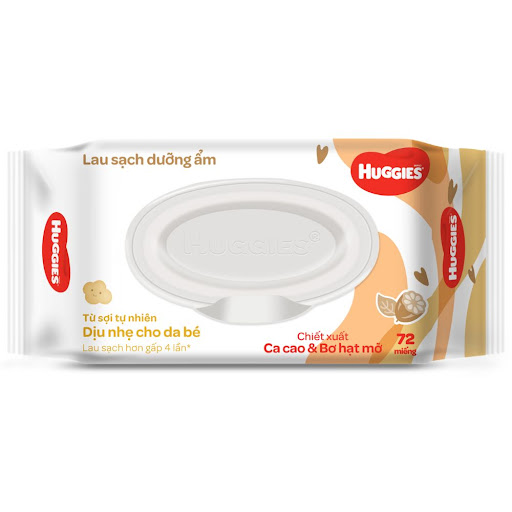 Lau sạch dưỡng ẩm
HUGGIES
HUGGIES
HUGGIES
HUGGIES
Từ sợi tự nhiên
Dịu nhẹ cho da bé
Lau sạch hơn gấp 4 lần*
Chiết xuất
Ca cao & Bơ hạt mỡ
72
miếng